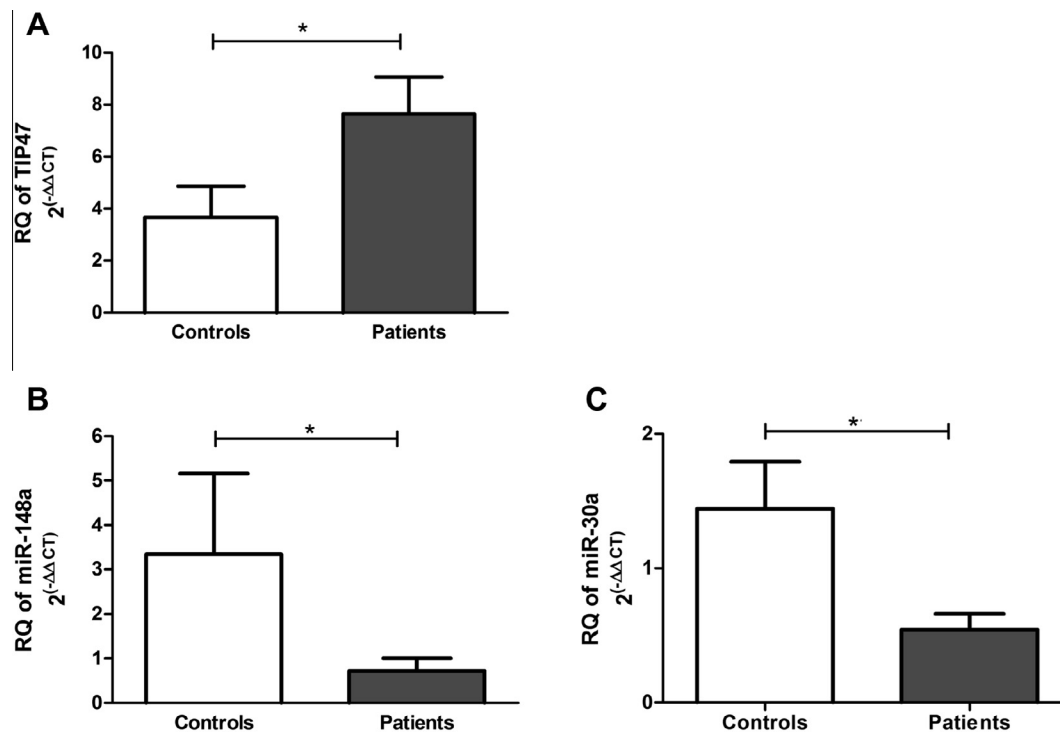 A
*
10
8
6
4
2
0
RQ of TIP47
2(-ΔΔCT)
Controls Patients
B
*
6
5
4
3
2
1
0
RQ of miR-148a
2(-ΔΔCT)
Controls Patients
C
*
2
1
0
RQ of miR-30a
2(-ΔΔCT)
Controls Patients